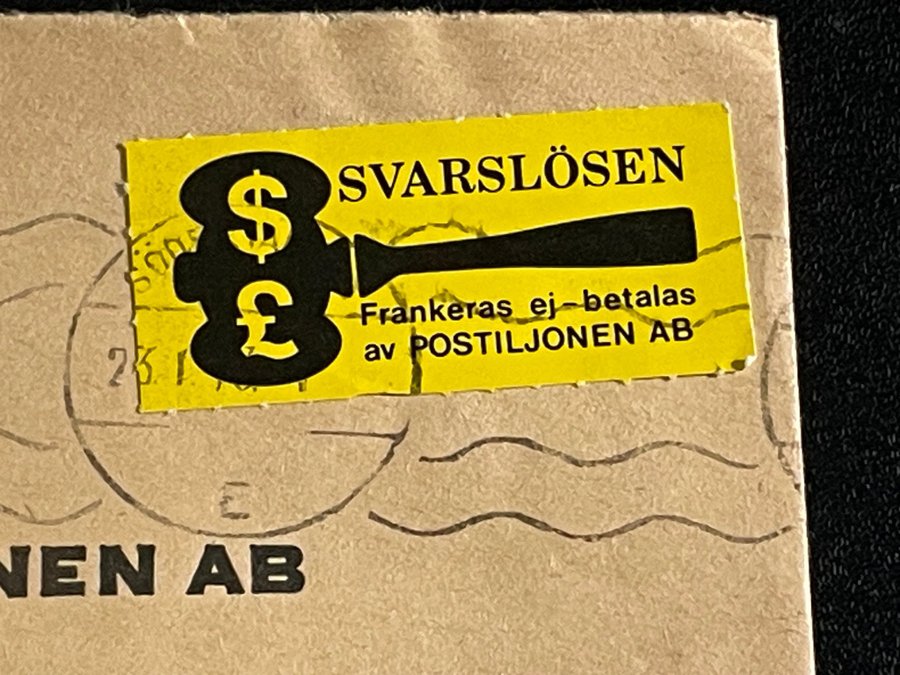 $
£
SVARSLÖSEN
Frankeras ej-betalas
av POSTILJONEN AB
E
NEN AB